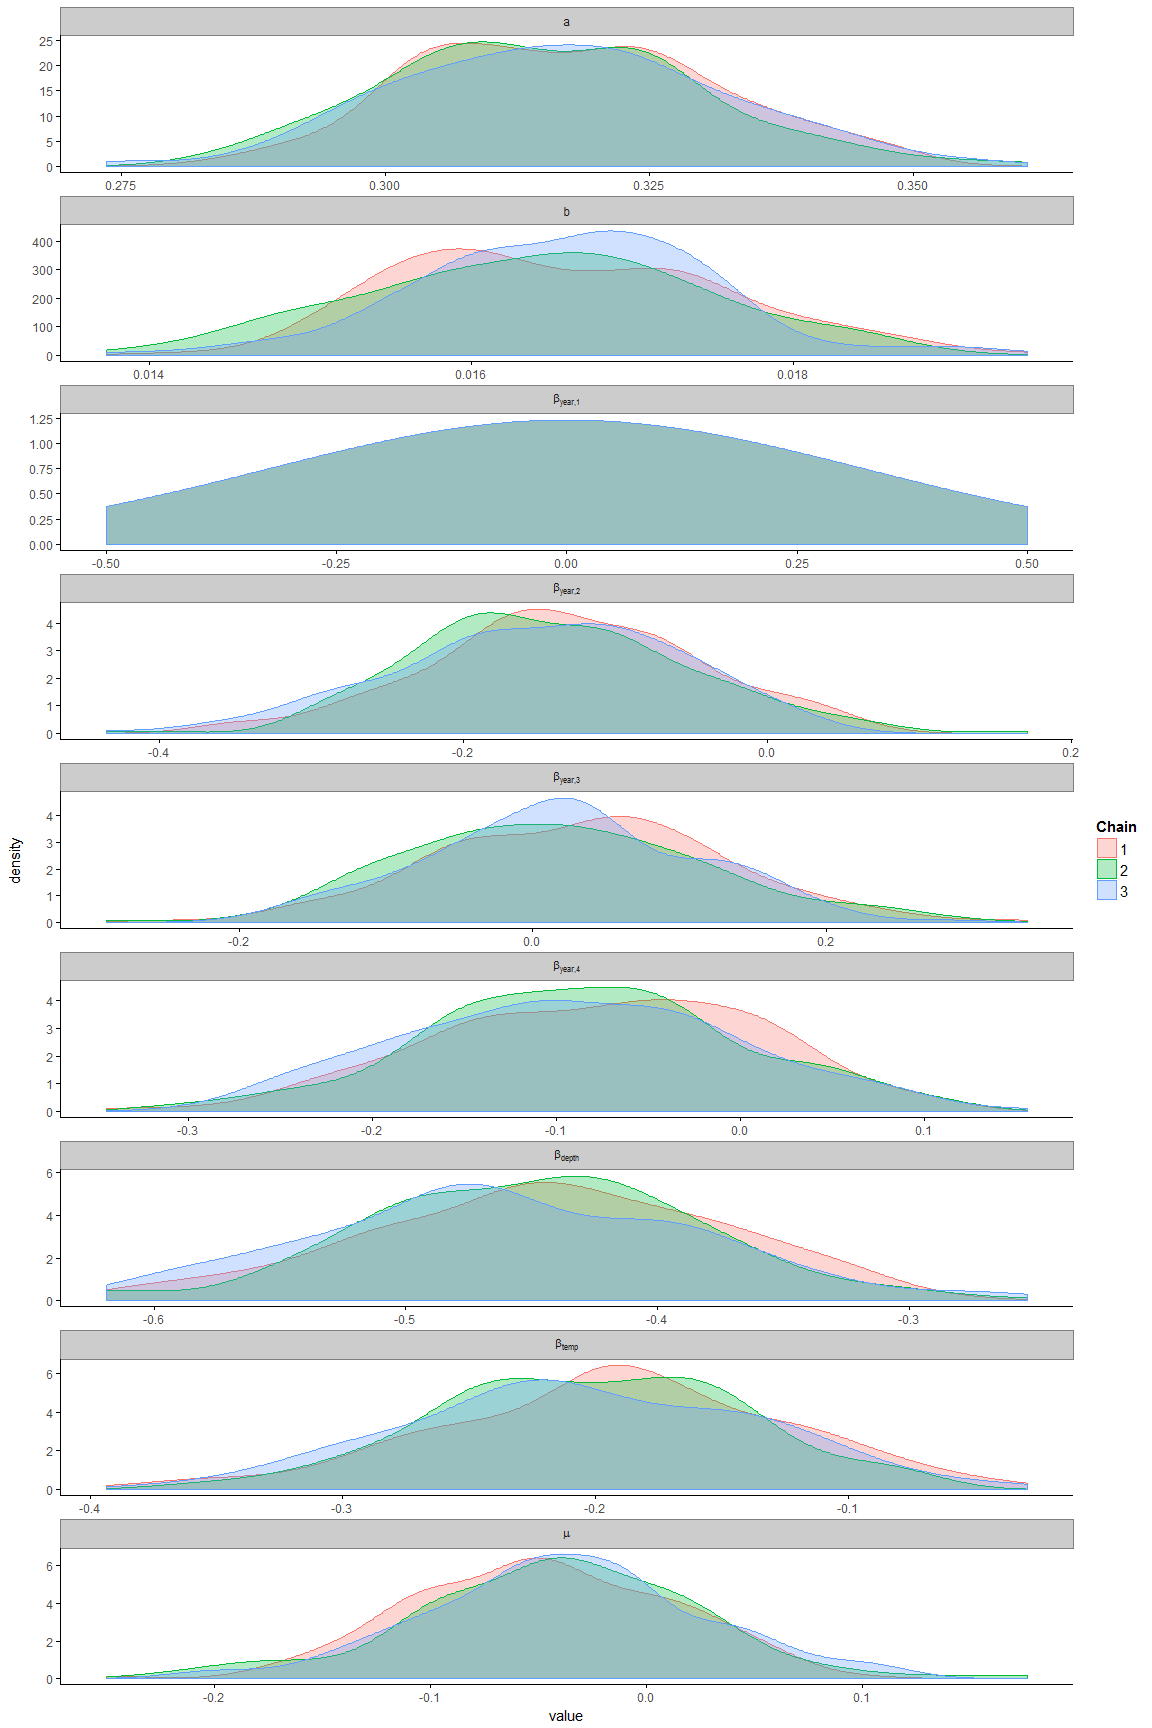 a
25
20
15
10
5
0
0.275 0.300 0.325 0.350
b
400
300
200
100
0
0.014 0.016 0.018
βyear,1
1.25
1.00
0.75
0.50
0.25
0.00
-0.50 -0.25 0.00 0.25 0.50
βyear,2
4
3
2
1
0
-0.4 -0.2 0.0 0.2
βyear,3
4
3
2
1
0
-0.2 0.0 0.2
density
Chain
1
2
3
βyear,4
4
3
2
1
0
-0.3 -0.2 -0.1 0.0 0.1
βdepth
6
4
2
0
-0.6 -0.5 -0.4 -0.3
βtemp
6
4
2
0
-0.4 -0.3 -0.2 -0.1
μ
6
4
2
0
-0.2 -0.1 0.0 0.1
value